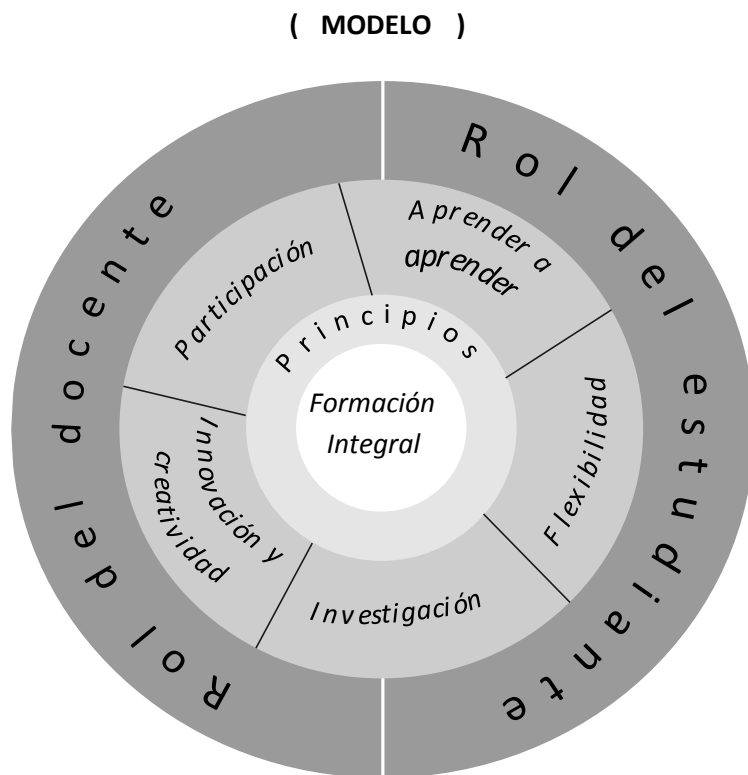 ( MODELO )
Rol del docente
Rol del estudiante
Participación
Aprender a
aprender
Flexibilidad
Investigación
Innovación y
creatividad
Principios
Formación
Integral